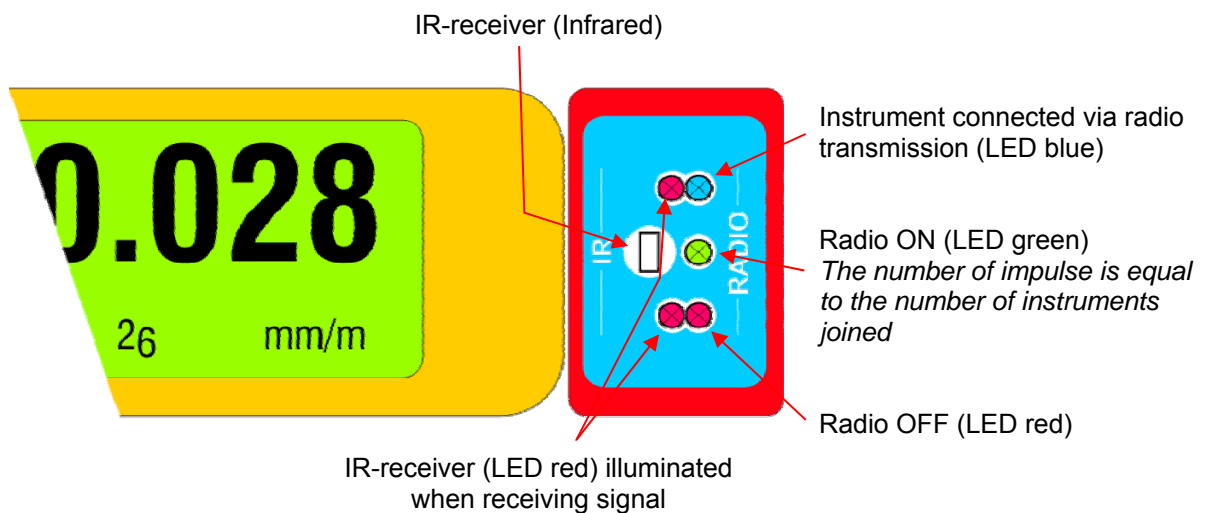 IR-receiver (Infrared)
Instrument connected via radio
transmission (LED blue)
0.028
26
mm/m
IR
RADIO
Radio ON (LED green)
The number of impulse is equal
to the number of instruments
joined
Radio OFF (LED red)
IR-receiver (LED red) illuminated
when receiving signal